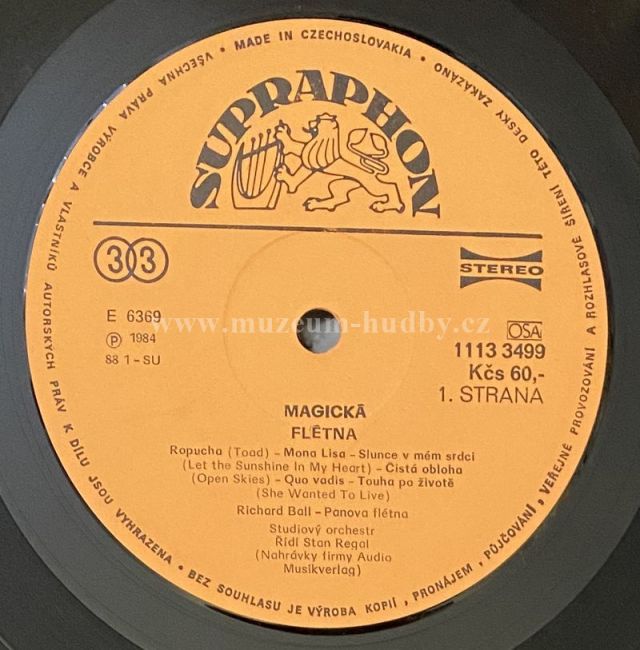 VŠECHNA PRÁVA VÝROBCE A VLASTNÍKŮ AUTORSKÝCH PRÁV K DÍLU JSOU VYHRAZENA • BEZ SOUHLASU JE VÝROBA KOPIÍ, PRONÁJEM, PŮJČOVÁNÍ, VEŘEJNÉ PROVOZOVÁNÍ A ROZHLASOVÉ ŠÍŘENÍ TÉTO DESKY ZAKÁZÁNO • MADE IN CZECHOSLOVAKIA •
SUPRAPHON
33
STEREO
E 6369
Ⓟ 1984
88 1 - SU
www.muzeum-hudby.cz
OSA
1113 3499
Kčs 60,-
1. STRANA
MAGICKÁ
FLÉTNA
Ropucha (Toad) – Mona Lisa – Slunce v mém srdci
(Let the Sunshine In My Heart) – Čistá obloha
(Open Skies) – Quo vadis – Touha po životě
(She Wanted To Live)
Richard Ball – Panova flétna
Studiový orchestr
Řídí Stan Regal
(Nahrávky firmy Audio
Musikverlag)